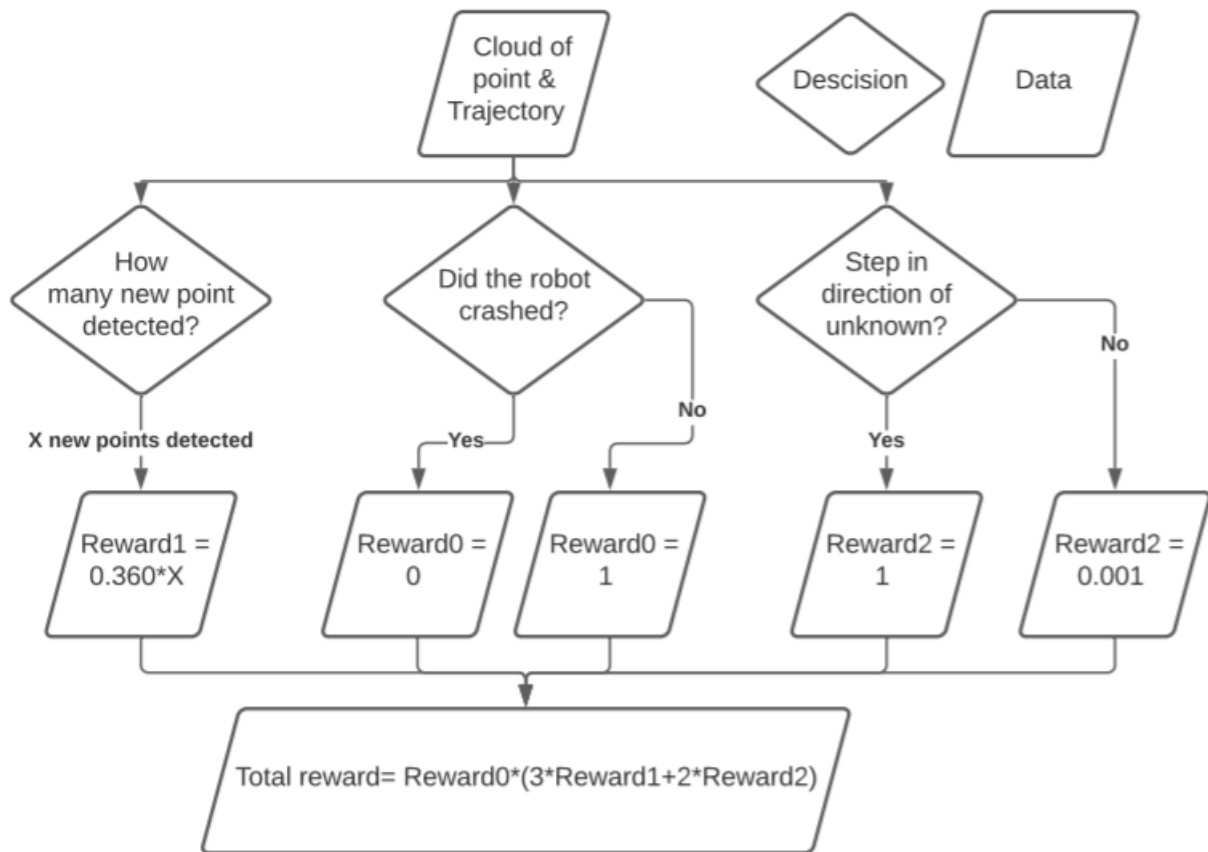 Cloud of
point &
Trajectory
Descision
Data
How
many new point
detected?
Did the robot
crashed?
Step in
direction of
unknown?
No
No
X new points detected
Yes
Yes
Reward1 =
0.360*X
Reward0 =
0
Reward0 =
1
Reward2 =
1
Reward2 =
0.001
Total reward= Reward0*(3*Reward1+2*Reward2)